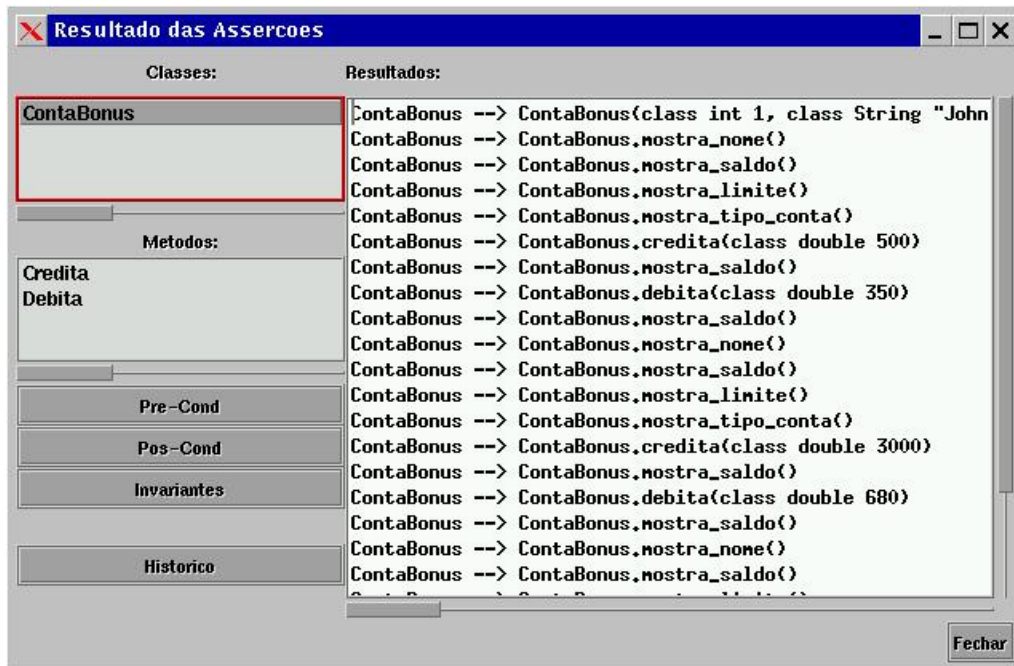 Resultado das Assercoes
Classes:
ContaBonus
Metodos:
Credita
Debita
Pre-Cond
Pos-Cond
Invariantes
Historico
Resultados:
ContaBonus --> ContaBonus(class int 1, class String "John
ContaBonus --> ContaBonus.mostra_nome()
ContaBonus --> ContaBonus.mostra_saldo()
ContaBonus --> ContaBonus.mostra_limite()
ContaBonus --> ContaBonus.mostra_tipo_conta()
ContaBonus --> ContaBonus.credita(class double 500)
ContaBonus --> ContaBonus.mostra_saldo()
ContaBonus --> ContaBonus.debita(class double 350)
ContaBonus --> ContaBonus.mostra_saldo()
ContaBonus --> ContaBonus.mostra_nome()
ContaBonus --> ContaBonus.mostra_saldo()
ContaBonus --> ContaBonus.mostra_limite()
ContaBonus --> ContaBonus.mostra_tipo_conta()
ContaBonus --> ContaBonus.credita(class double 3000)
ContaBonus --> ContaBonus.mostra_saldo()
ContaBonus --> ContaBonus.debita(class double 680)
ContaBonus --> ContaBonus.mostra_saldo()
ContaBonus --> ContaBonus.mostra_nome()
ContaBonus --> ContaBonus.mostra_saldo()
Fechar